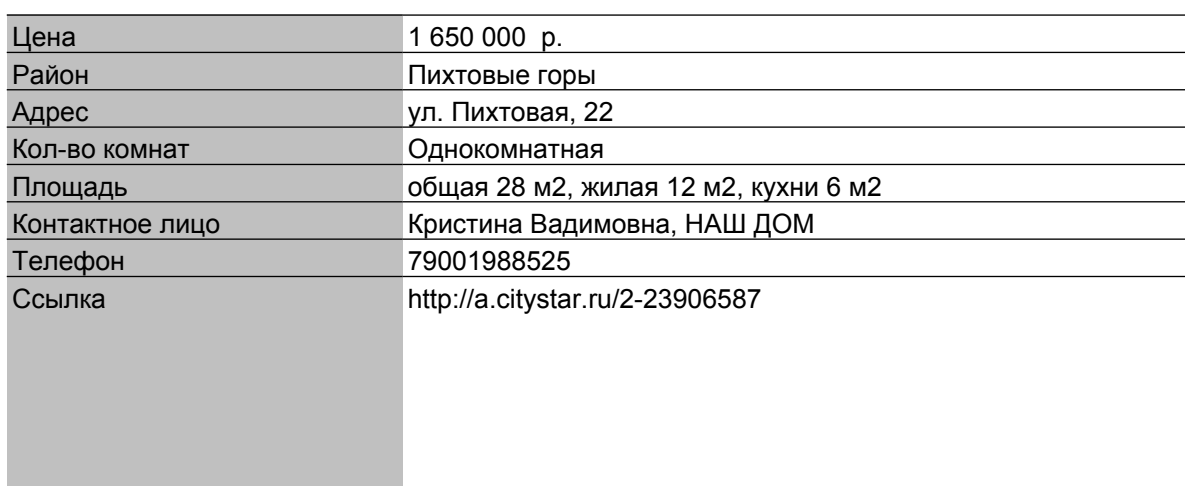 Цена 1 650 000 р.
Район Пихтовые горы
Адрес ул. Пихтовая, 22
Кол-во комнат Однокомнатная
Площадь общая 28 м2, жилая 12 м2, кухни 6 м2
Контактное лицо Кристина Вадимовна, НАШ ДОМ
Телефон 79001988525
Ссылка http://a.citystar.ru/2-23906587